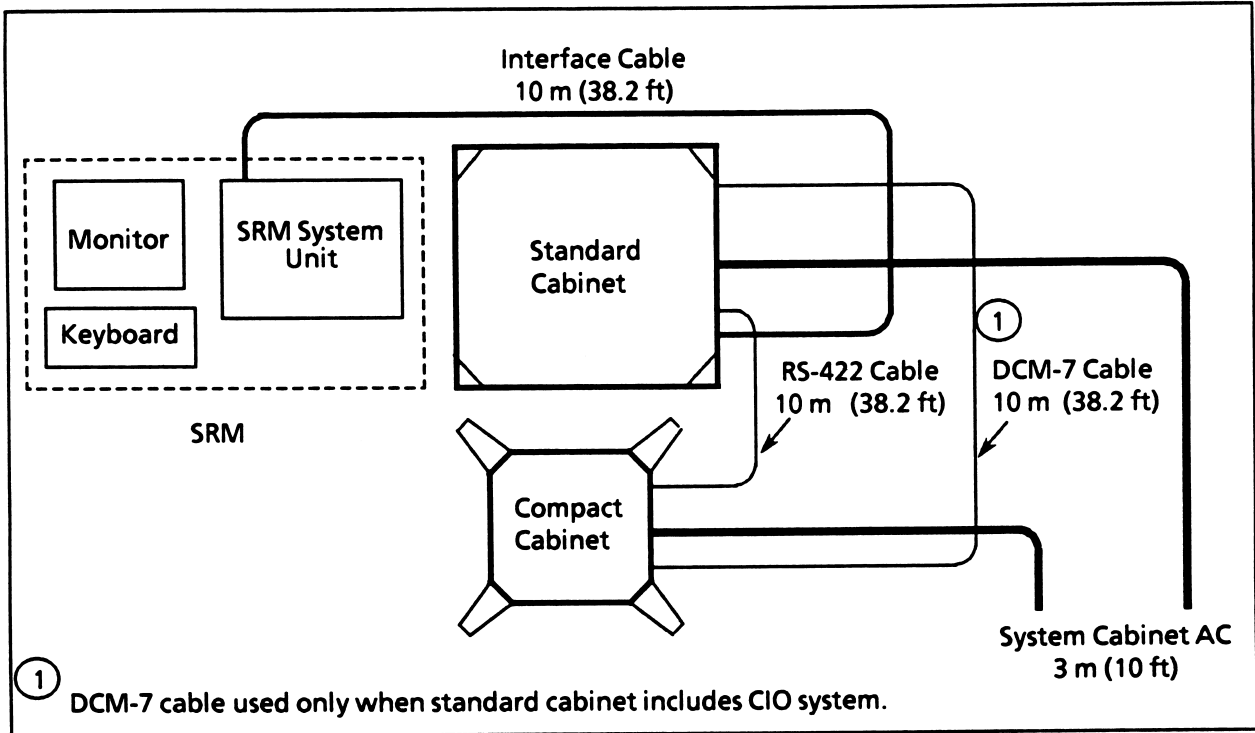 Interface Cable
10 m (38.2 ft)
Monitor
SRM System
Unit
Keyboard
SRM
Standard
Cabinet
1
RS-422 Cable
10 m (38.2 ft)
DCM-7 Cable
10 m (38.2 ft)
Compact
Cabinet
System Cabinet AC
3 m (10 ft)
1
DCM-7 cable used only when standard cabinet includes CIO system.